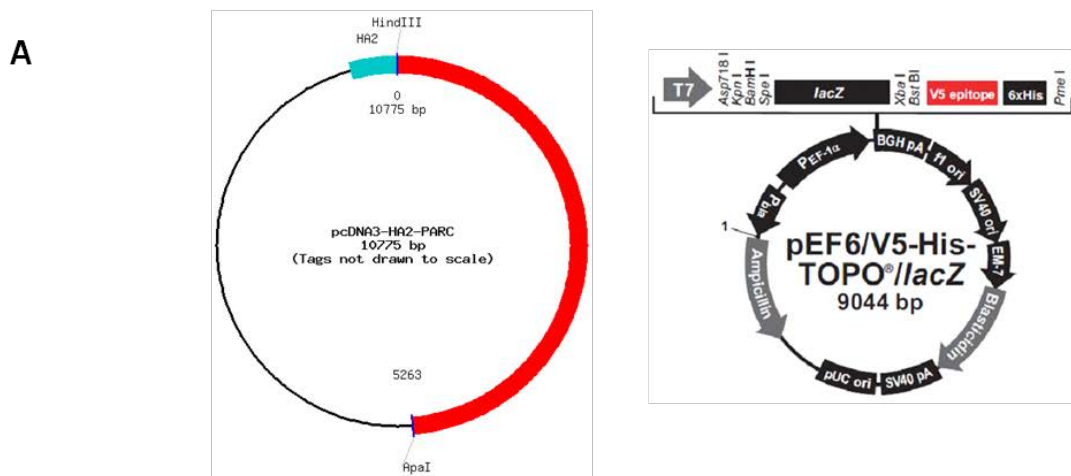 A
HindIII
HA2
0
10775 bp
pcDNA3-HA2-PARC
10775 bp
(Tags not drawn to scale)
5263
ApaI
T7
Asp718 I
Kpn I
BamH I
Spe I
lacZ
Xba I
BstBI
V5 epitope
6xHis
Pme I
PEF-1α
BGH pA
f1 ori
SV40 ori
EM-7
Blasticidin
SV40 pA
pUC ori
Ampicillin
Pbla
1
pEF6/V5-His-
TOPO®/lacZ
9044 bp